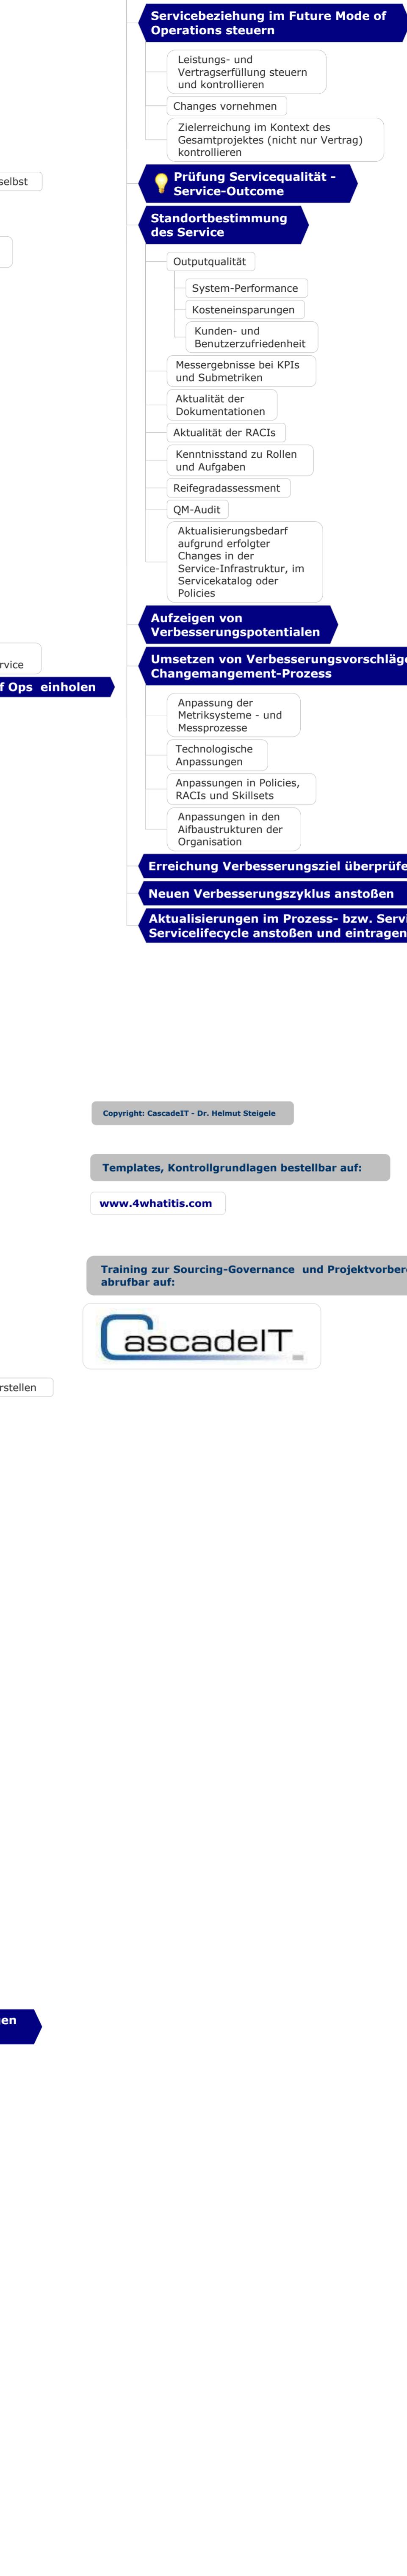 Servicebeziehung im Future Mode of
Operations steuern
Leistungs- und
Vertragserfüllung steuern
und kontrollieren
Changes vornehmen
Zielerreichung im Kontext des
Gesamtprojektes (nicht nur Vertrag)
kontrollieren
selbst
Prüfung Servicequalität -
Service-Outcome
Standortbestimmung
des Service
Outputqualität
System-Performance
Kosteneinsparungen
Kunden- und
Benutzerzufriedenheit
Messergebnisse bei KPIs
und Submetriken
Aktualität der
Dokumentationen
Aktualität der RACIs
Kenntnisstand zu Rollen
und Aufgaben
Reifegradassessment
QM-Audit
Aktualisierungsbedarf
aufgrund erfolgter
Changes in der
Service-Infrastruktur, im
Servicekatalog oder
Policies
Aufzeigen von
Verbesserungspotentialen
rvice
f Ops einholen
Umsetzen von Verbesserungsvorschläge
Changemangement-Prozess
Anpassung der
Metriksysteme - und
Messprozesse
Technologische
Anpassungen
Anpassungen in Policies,
RACIs und Skillsets
Anpassungen in den
Aifbaustrukturen der
Organisation
Erreichung Verbesserungsziel überprüfe
Neuen Verbesserungszyklus anstoßen
Aktualisierungen im Prozess- bzw. Servi
Servicelifecycle anstoßen und eintragen
Copyright: CascadeIT - Dr. Helmut Steigele
Templates, Kontrollgrundlagen bestellbar auf:
www.4whatitis.com
Training zur Sourcing-Governance und Projektvorber
abrufbar auf:
CascadeIT
rstellen
en